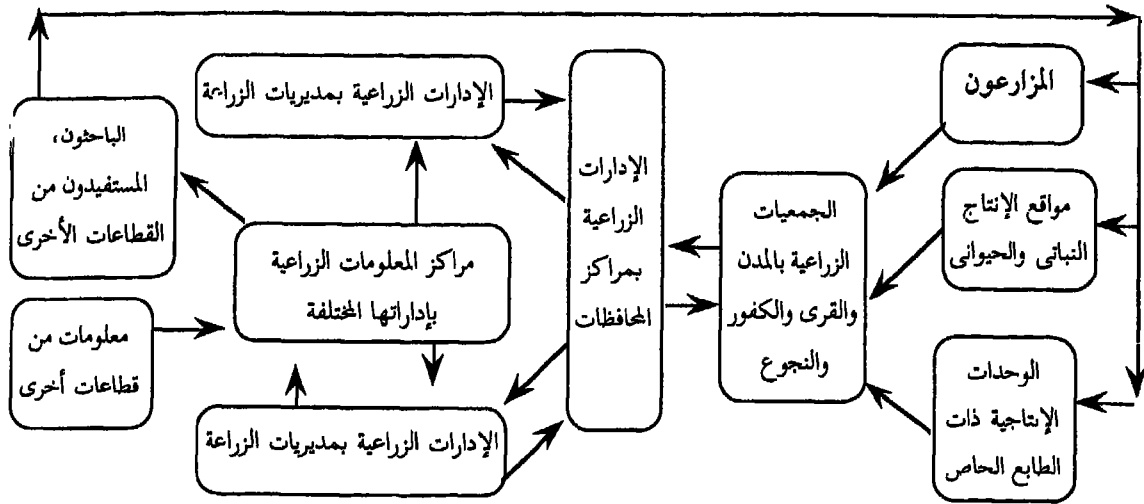 المزارعون
مواقع الإنتاج
النباتى والحيوانى
الوحدات
الإنتاجية ذات
الطابع الحاص
الجمعيات
الزراعية بالمدن
والقرى والكفور
والنجوع
الإدارات
الزراعية
بمراكز
المحافظات
الإدارات الزراعية بمديريات الزراعة
مراكز المعلومات الزراعية
بإداراتها المختلفة
الإدارات الزراعية بمديريات الزراعة
الباحثون،
المستفيدون من
القطاعات الأخرى
معلومات من
قطاعات أخرى